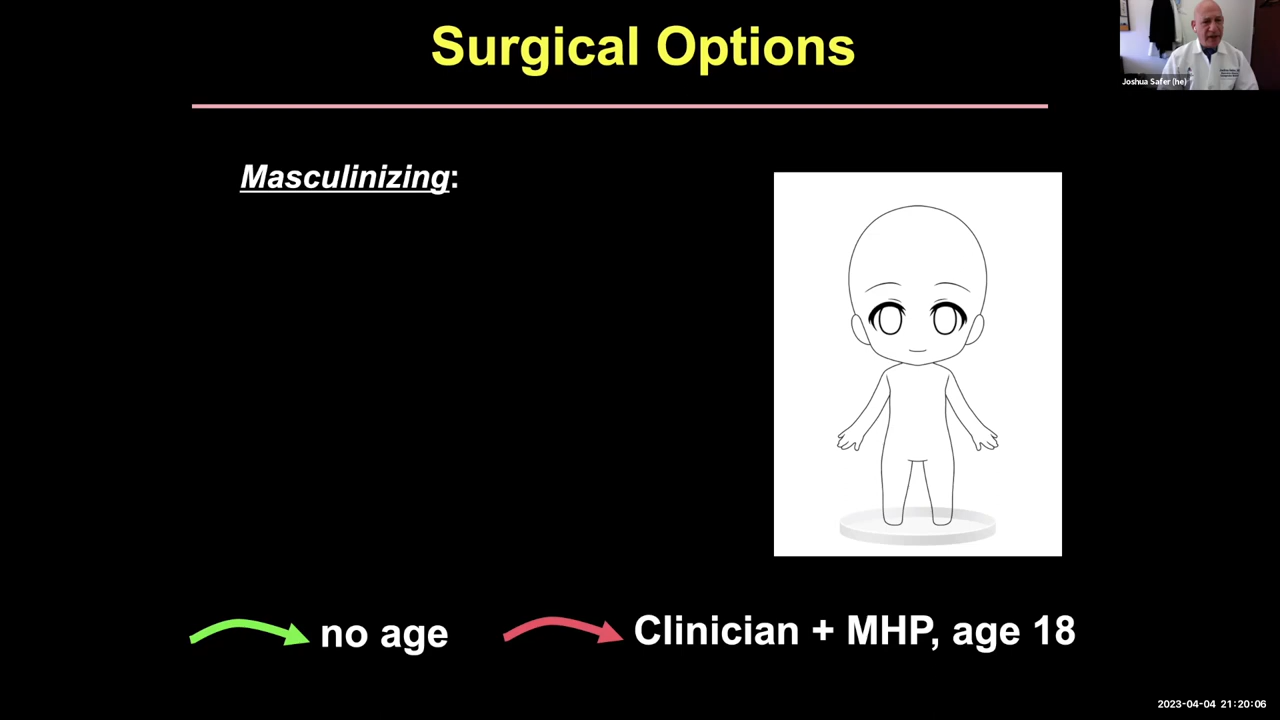 Surgical Options
Joshua Safer (he)
Masculinizing:
no age
Clinician + MHP, age 18
2023-04-04 21:20:06